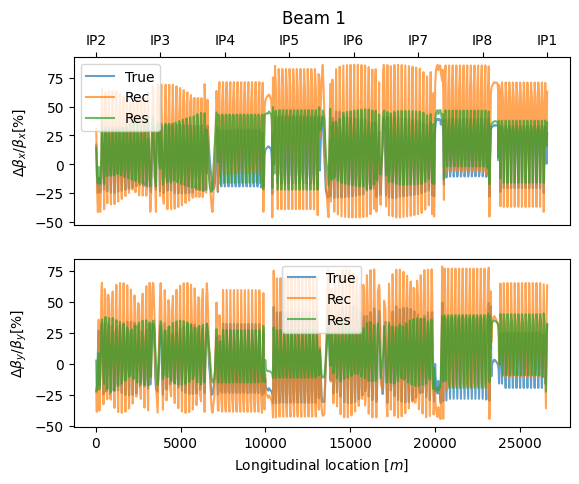 Beam 1
IP2 IP3 IP4 IP5 IP6 IP7 IP8 IP1
True
Rec
Res
75
50
25
0
−25
−50
Δβx/βx[%]
True
Rec
Res
75
50
25
0
−25
−50
Δβy/βy[%]
0 5000 10000 15000 20000 25000
Longitudinal location [m]